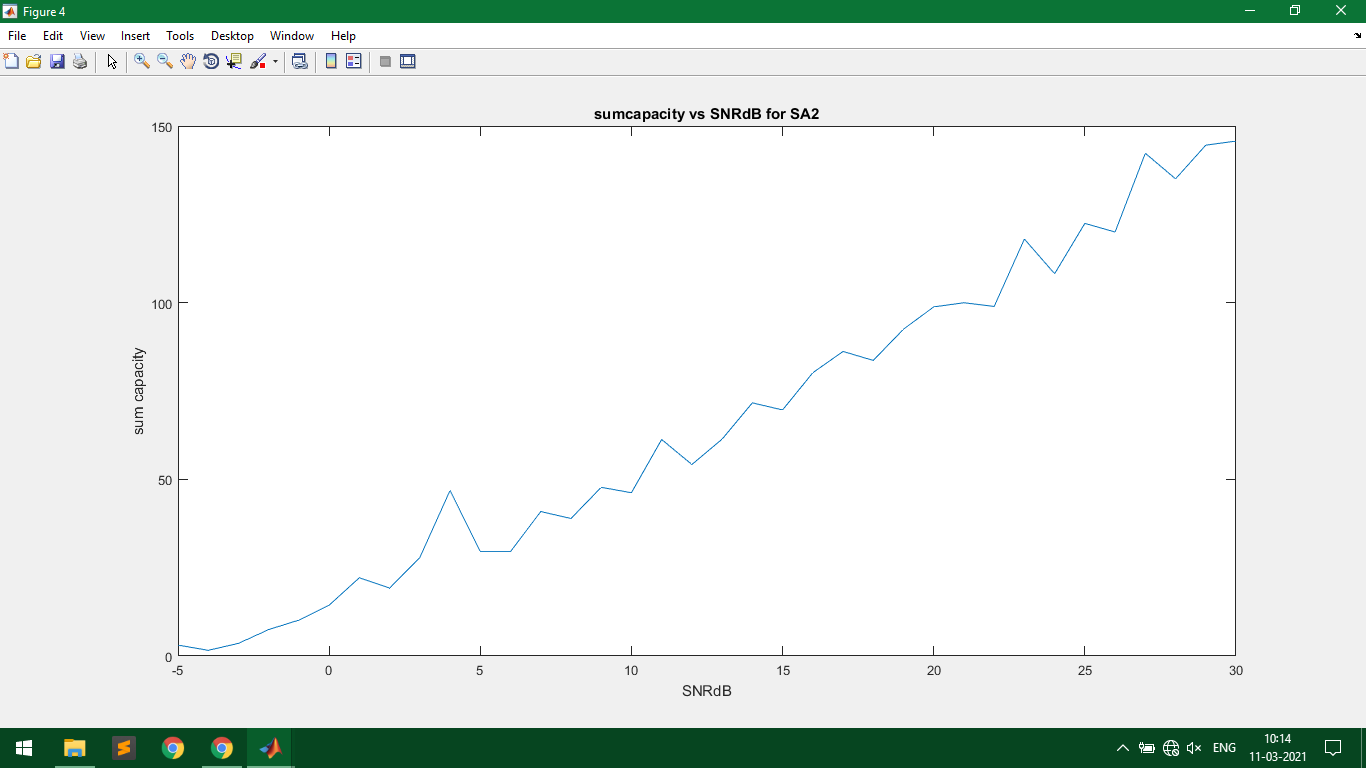 Figure 4
File Edit View Insert Tools Desktop Window Help
sumcapacity vs SNRdB for SA2
150
100
50
0
sum capacity
-5 0 5 10 15 20 25 30
SNRdB
ENG
10:14
11-03-2021